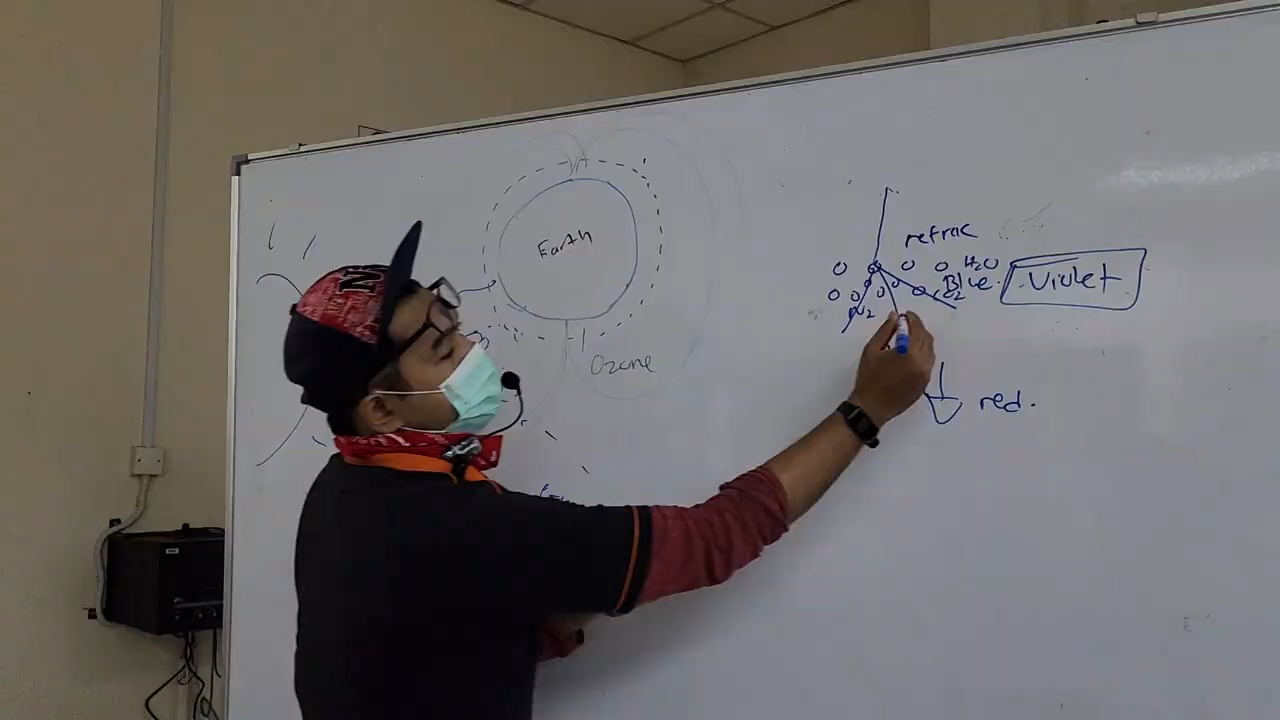 Earth
Ozone
refrac
H2O
Blue
O2
Violet
N2
red.